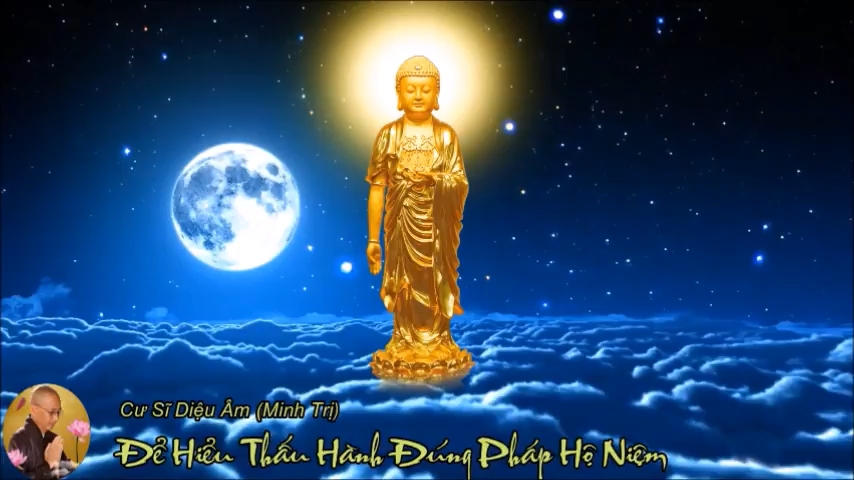 Cư Sĩ Diệu Âm (Minh Trị)
Để Hiểu Thấu Hành Đúng Pháp Hộ Niệm